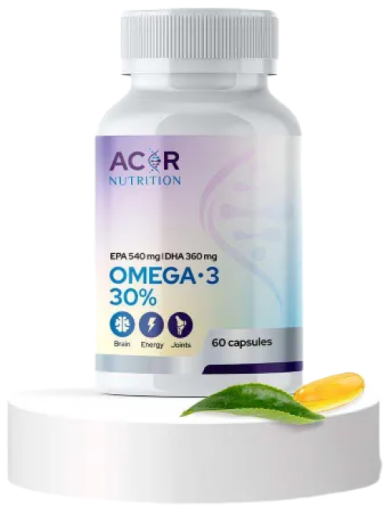 ACOR
NUTRITION
EPA 540 mg | DHA 360 mg
OMEGA·3
30%
Brain Energy Joints
60 capsules